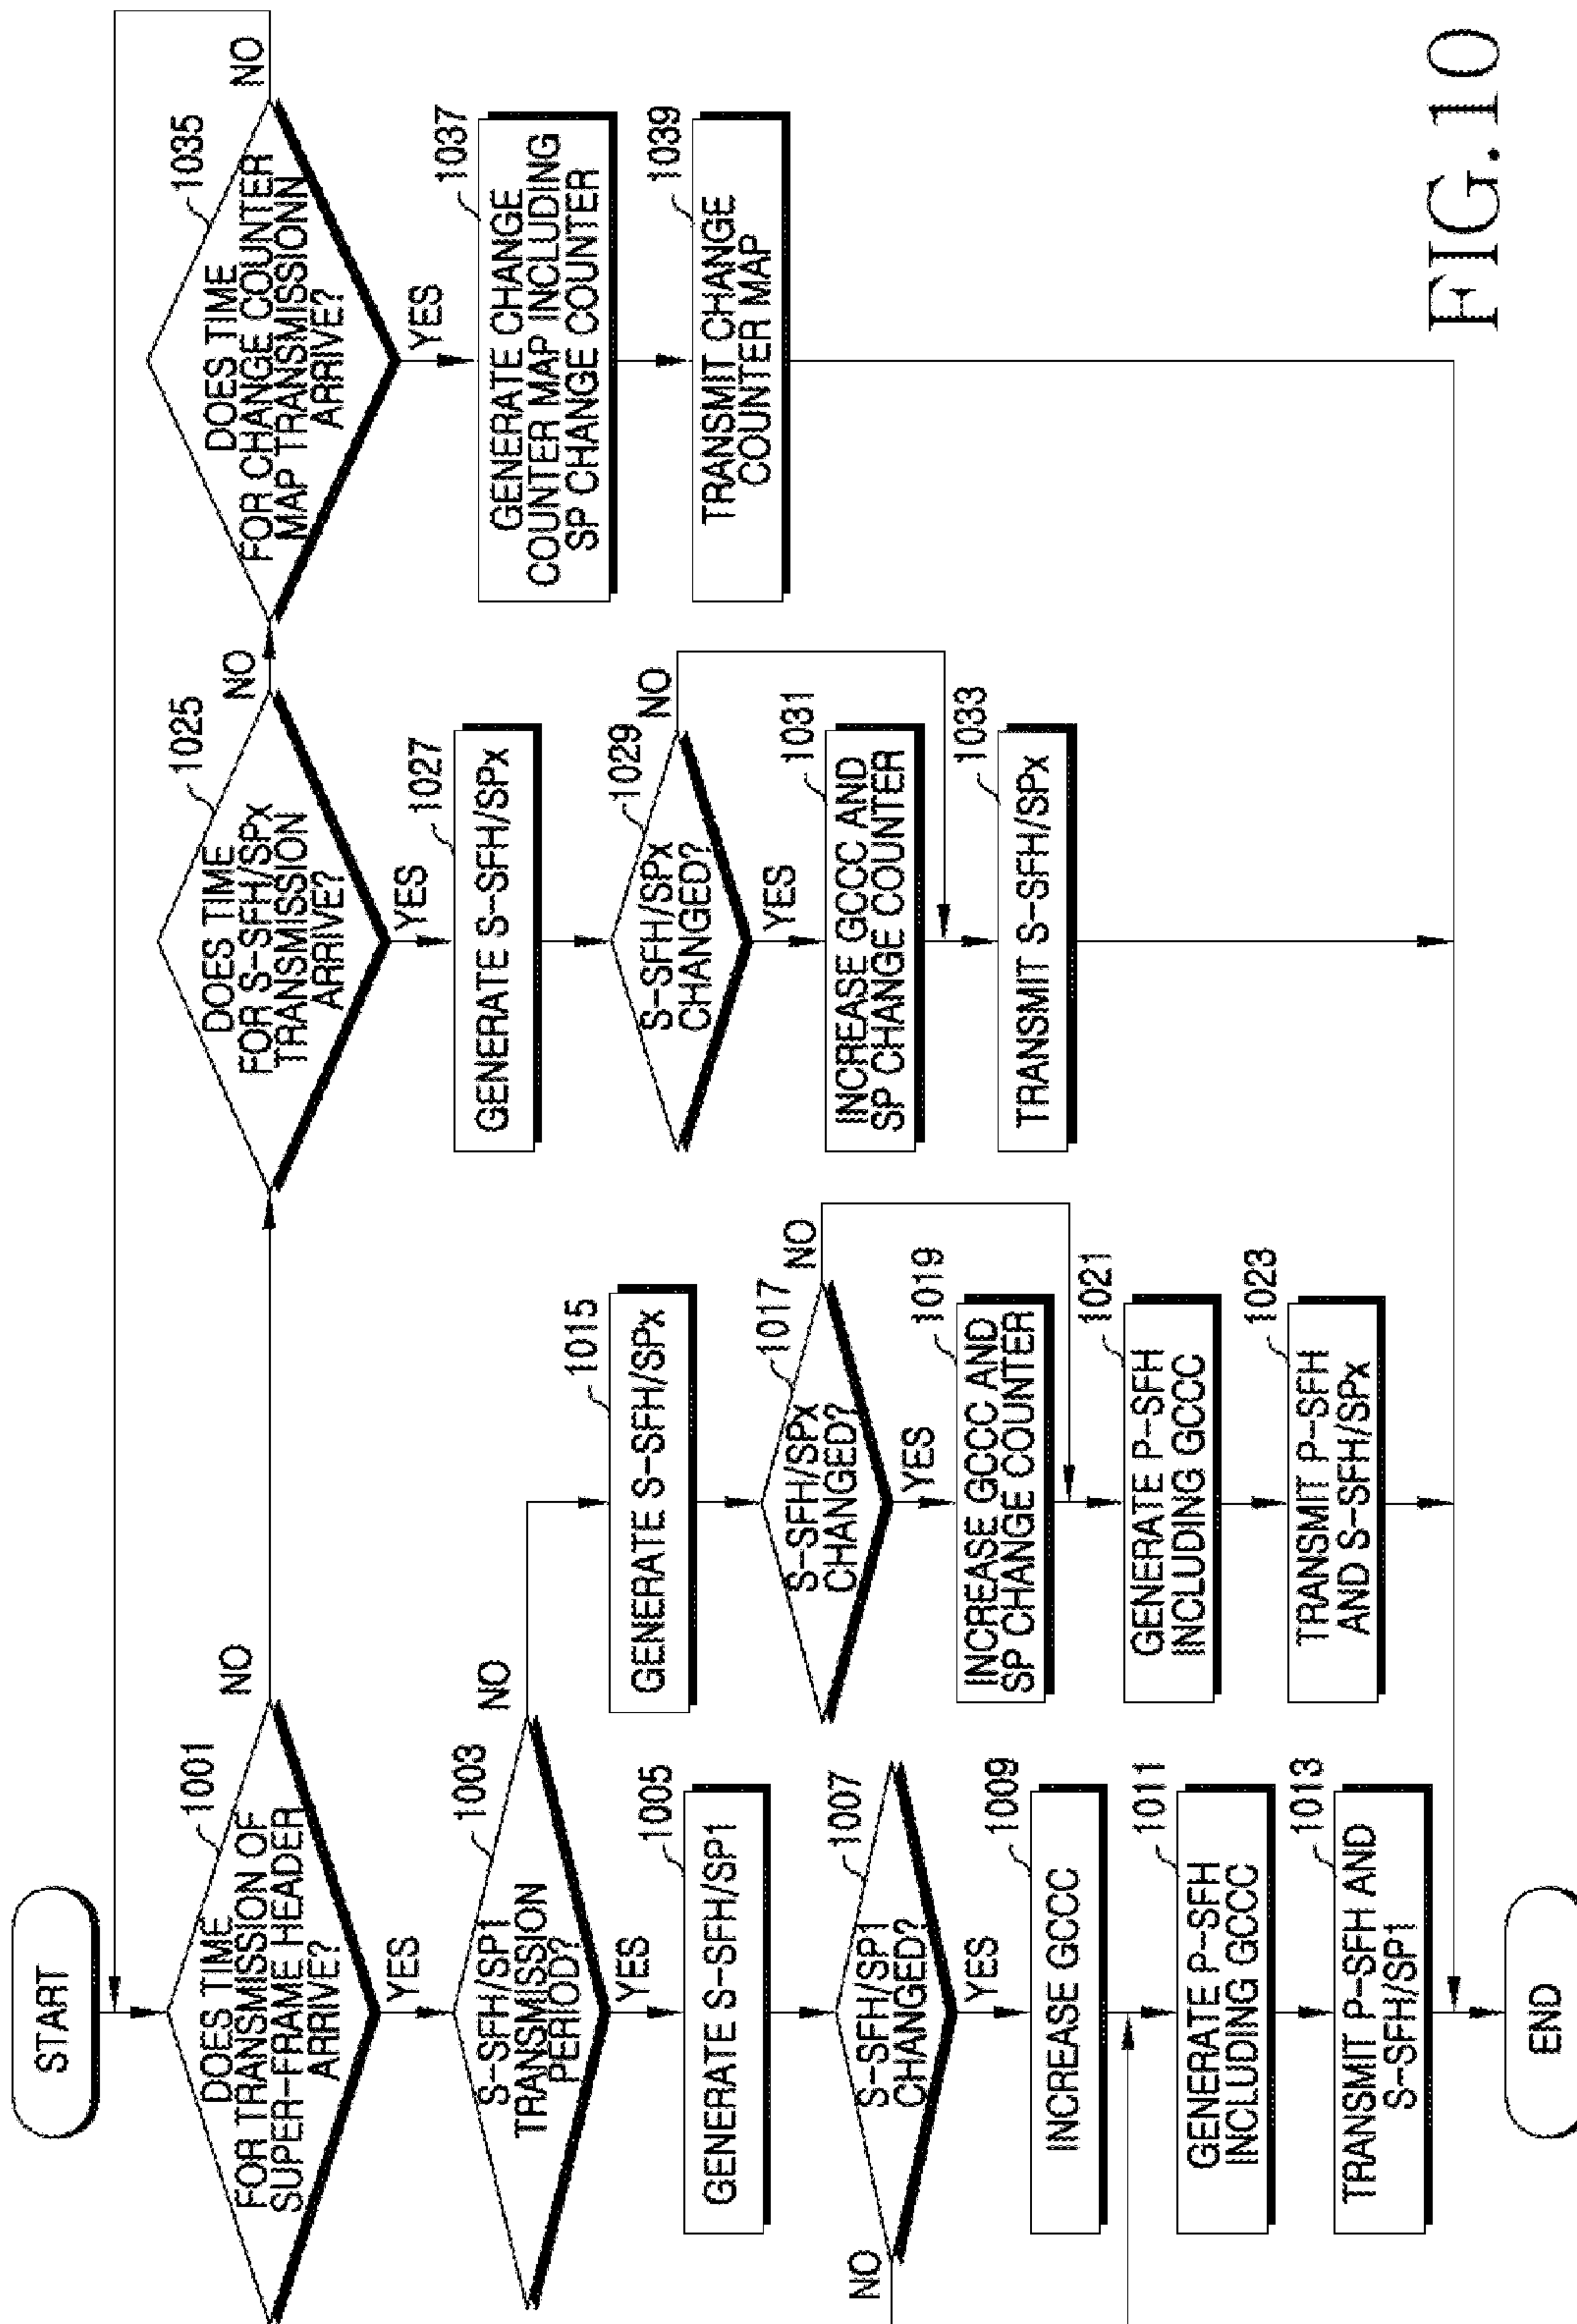 START
1001
DOES TIME
FOR TRANSMISSION OF
SUPER-FRAME HEADER
ARRIVE?
NO
YES
1003
S-SFH/SP1
TRANSMISSION
PERIOD?
NO
YES
1005
GENERATE S-SFH/SP1
1007
S-SFH/SP1
CHANGED?
NO
YES
1009
INCREASE GCCC
1011
GENERATE P-SFH
INCLUDING GCCC
1013
TRANSMIT P-SFH AND
S-SFH/SP1
END
1015
GENERATE S-SFH/SPx
1017
S-SFH/SPx
CHANGED?
NO
YES
1019
INCREASE GCCC AND
SP CHANGE COUNTER
1021
GENERATE P-SFH
INCLUDING GCCC
1023
TRANSMIT P-SFH
AND S-SFH/SPx
1025
DOES TIME
FOR S-SFH/SPx
TRANSMISSION
ARRIVE?
NO
YES
1027
GENERATE S-SFH/SPx
1029
S-SFH/SPx
CHANGED?
NO
YES
1031
INCREASE GCCC AND
SP CHANGE COUNTER
1033
TRANSMIT S-SFH/SPx
1035
DOES TIME
FOR CHANGE COUNTER
MAP TRANSMISSIONN
ARRIVE?
NO
YES
1037
GENERATE CHANGE
COUNTER MAP INCLUDING
SP CHANGE COUNTER
1039
TRANSMIT CHANGE
COUNTER MAP
FIG.10